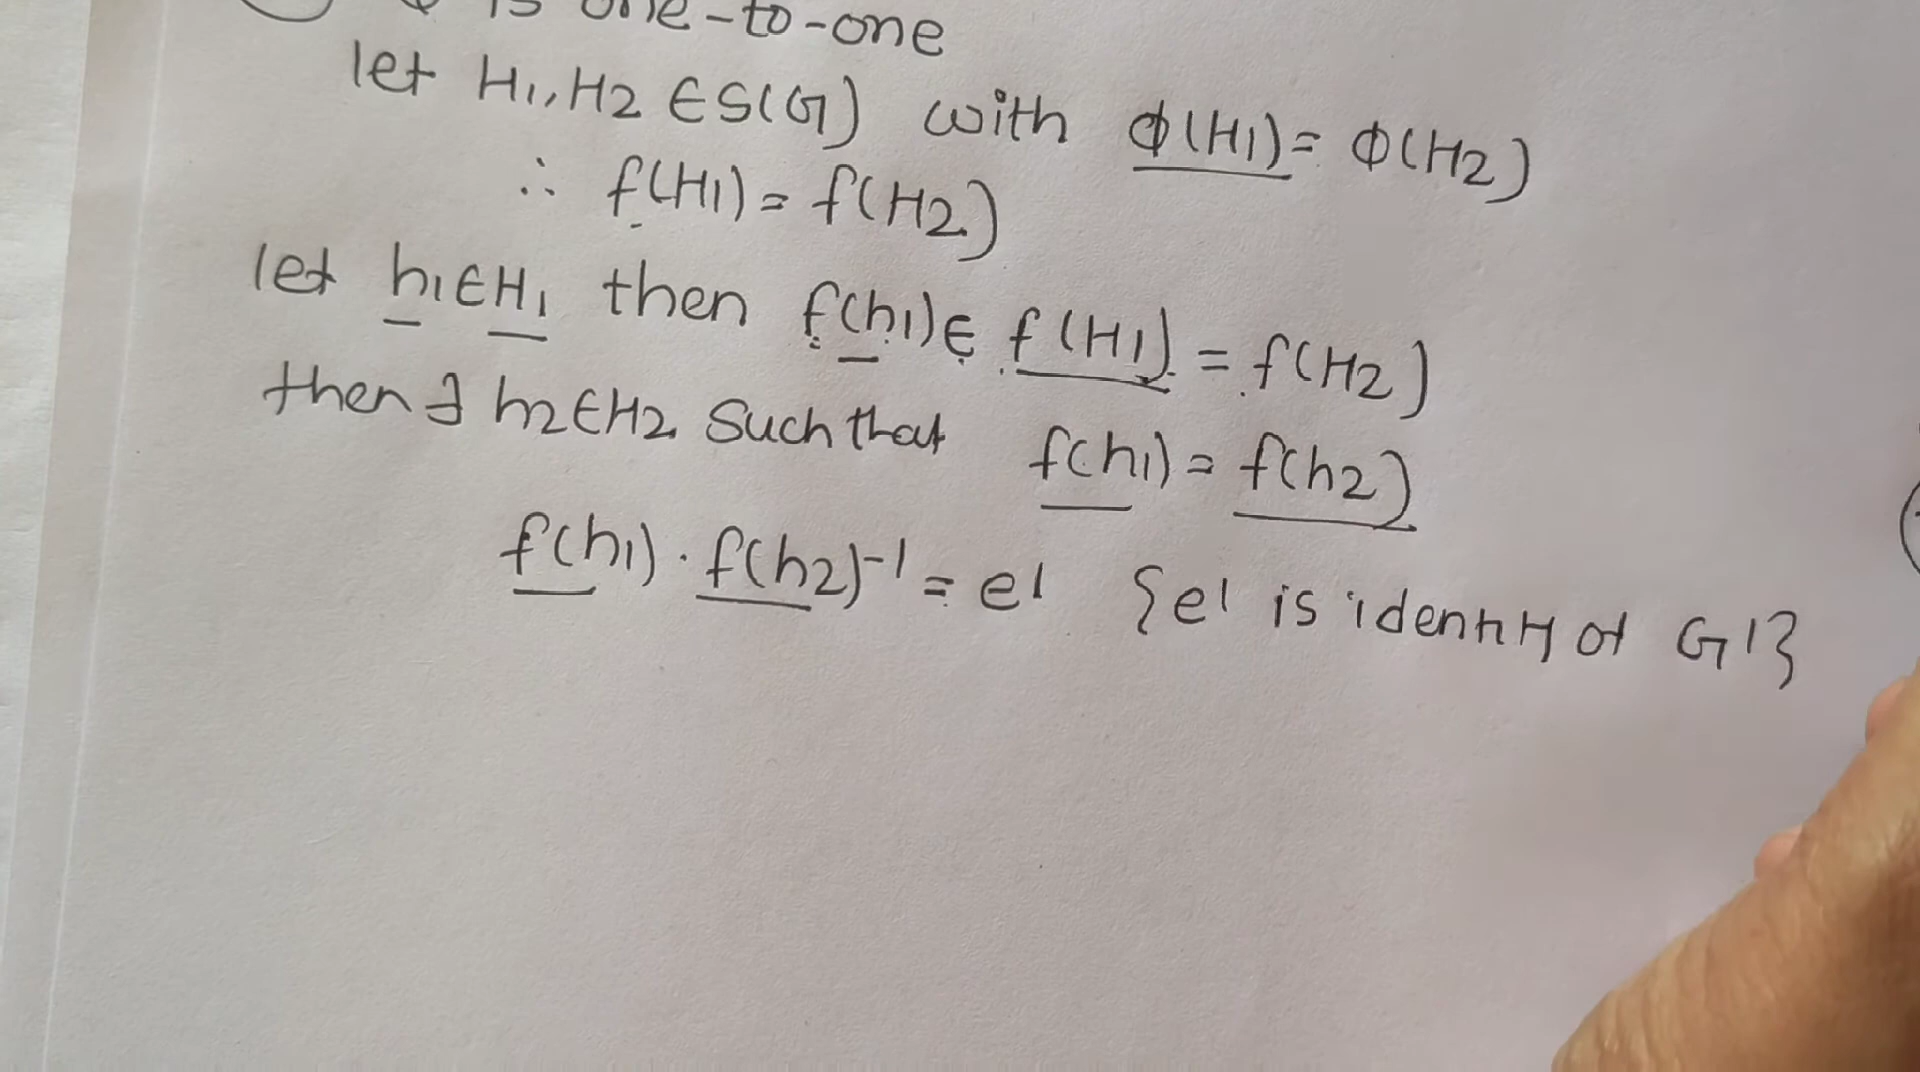 is one-to-one
let H1, H2 ∈ S(G) with Φ(H1) = Φ(H2)
∴ f(H1) = f(H2)
let h1 ∈ H1 then f(h1) ∈ f(H1) = f(H2)
then ∃ h2 ∈ H2 such that f(h1) = f(h2)
f(h1) · f(h2)⁻¹ = e' {e' is identity of G'}